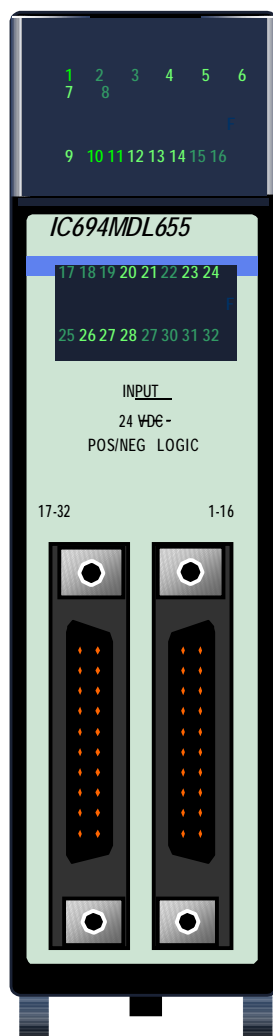 1 2 3 4 5 6
7 8
F
9 10 11 12 13 14 15 16
IC694MDL655
17 18 19 20 21 22 23 24
F
25 26 27 28 27 30 31 32
INPUT
24 VDC
POS/NEG LOGIC
17-32 1-16